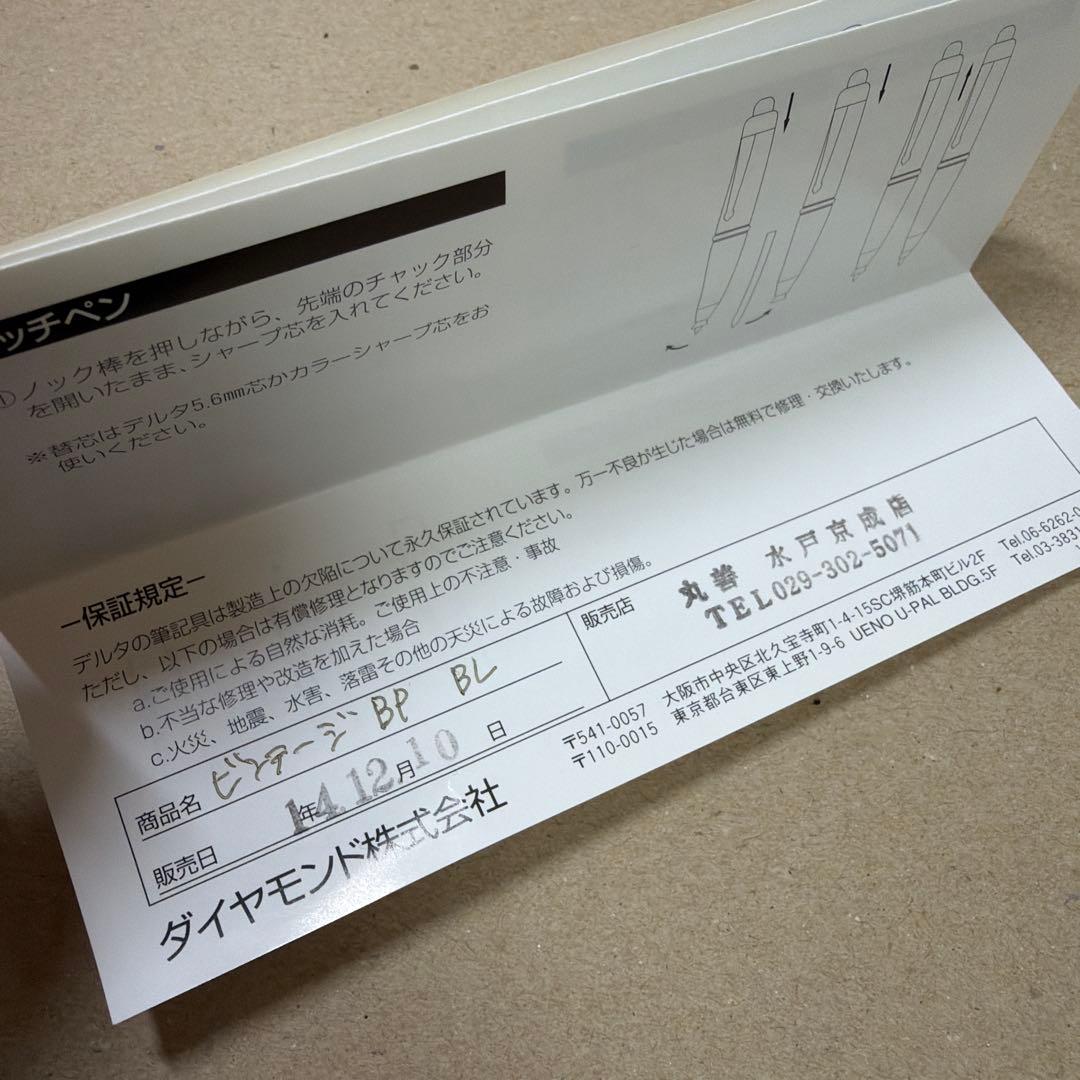 ッチペン
①ノック棒を押しながら、先端のチャック部分
を開いたまま、シャープ芯を入れてください。
※替芯はデルタ5.6mm芯かカラーシャープ芯をお
使いください。
ー保証規定ー
デルタの筆記具は製造上の欠陥について永久保証されています。万一不良が生じた場合は無料で修理・交換いたします。
ただし、以下の場合は有償修理となりますのでご注意ください。
a.ご使用による自然な消耗。ご使用上の不注意・事故
b.不当な修理や改造を加えた場合
c.火災、地震、水害、落雷その他の天災による故障および損傷。
商品名 ビンテージ BP BL
販売日 14年12月10日
販売店
丸善 水戸京成店
TEL029-302-5071
ダイヤモンド株式会社
〒541-0057 大阪市中央区北久宝寺町1-4-15SC堺筋本町ビル2F Tel.06-6262-0
〒110-0015 東京都台東区東上野1-9-6 UENO U-PAL BLDG.5F Tel.03-3831